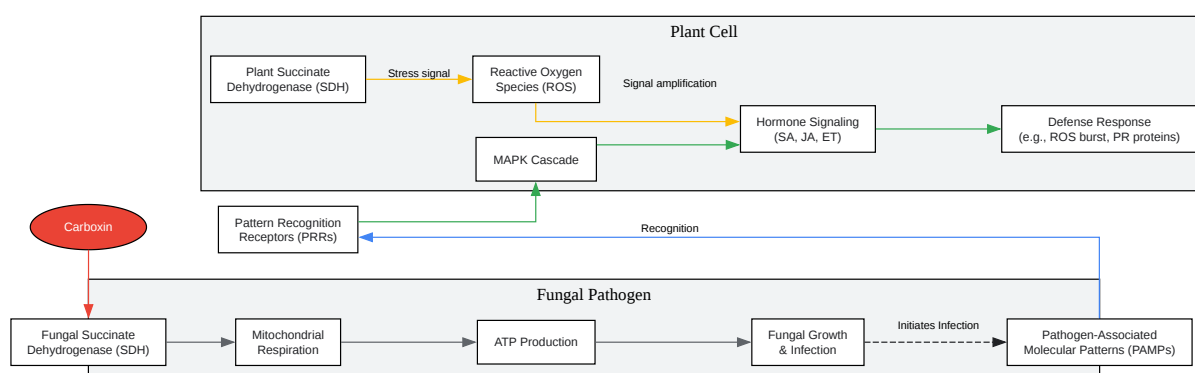 Plant Cell
Plant Succinate
Dehydrogenase (SDH)
Stress signal
Reactive Oxygen
Species (ROS)
Signal amplification
Hormone Signaling
(SA, JA, ET)
Defense Response
(e.g., ROS burst, PR proteins)
MAPK Cascade
Pattern Recognition
Receptors (PRRs)
Carboxin
Recognition
Fungal Pathogen
Fungal Succinate
Dehydrogenase (SDH)
Mitochondrial
Respiration
ATP Production
Fungal Growth
& Infection
Initiates Infection
Pathogen-Associated
Molecular Patterns (PAMPs)